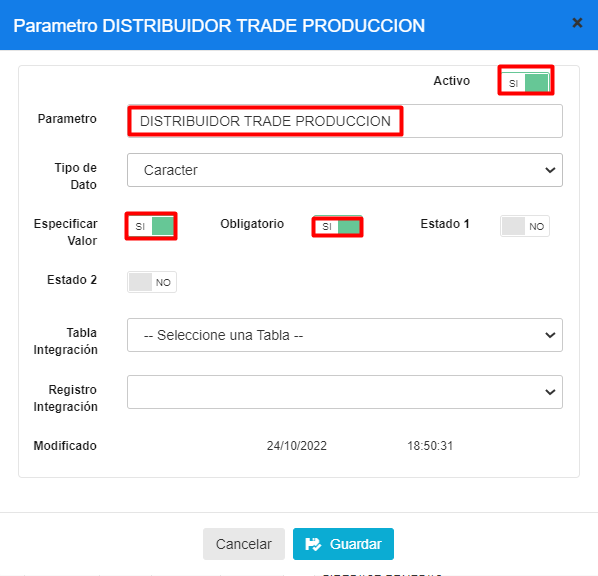 Parametro DISTRIBUIDOR TRADE PRODUCCION
Activo SI
Parametro DISTRIBUIDOR TRADE PRODUCCION
Tipo de
Dato
Caracter
Especificar
Valor
SI
Obligatorio SI
Estado 1 NO
Estado 2 NO
Tabla
Integración
-- Seleccione una Tabla --
Registro
Integración
Modificado 24/10/2022 18:50:31
Cancelar Guardar